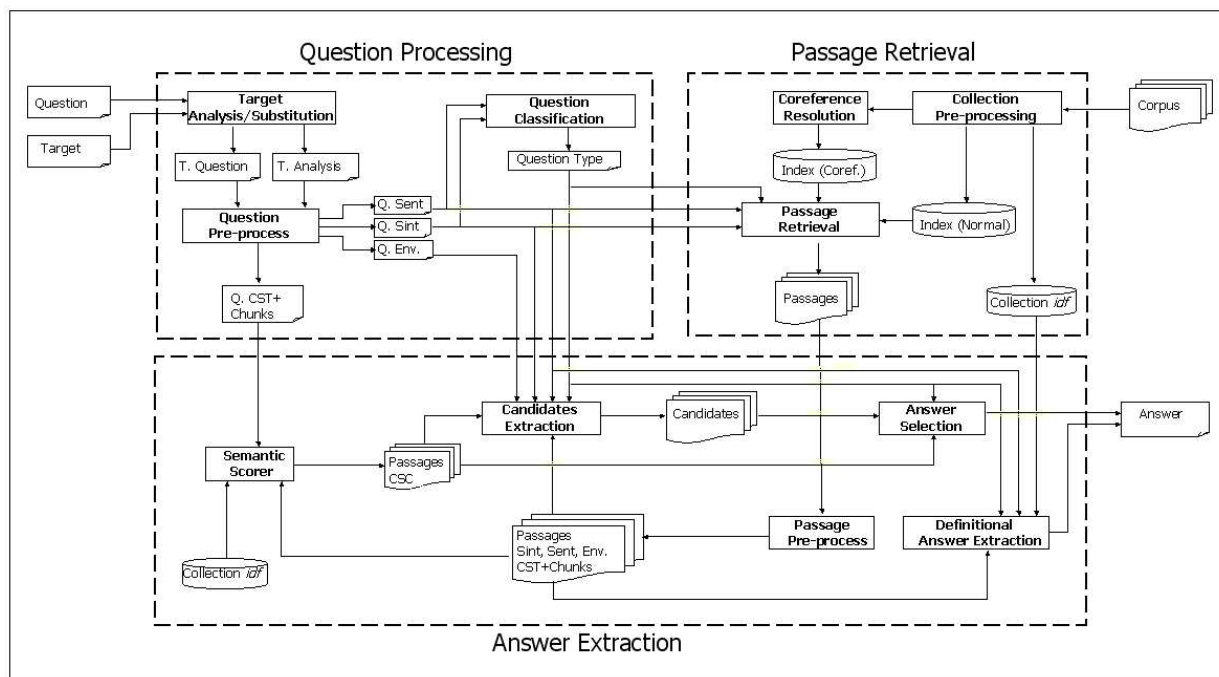 Question Processing
Passage Retrieval
Question
Target
Target
Analysis/Substitution
T. Question
T. Analysis
Question
Pre-process
Q. Sent
Q. Sint
Q. Env.
Q. CST+
Chunks
Question
Classification
Question Type
Coreference
Resolution
Collection
Pre-processing
Corpus
Index (Coref.)
Passage
Retrieval
Index (Normal)
Passages
Collection idf
Candidates
Extraction
Candidates
Answer
Selection
Answer
Semantic
Scorer
Passages
CSC
Passages
Sint, Sent, Env.
CST+Chunks
Passage
Pre-process
Definitional
Answer Extraction
Collection idf
Answer Extraction